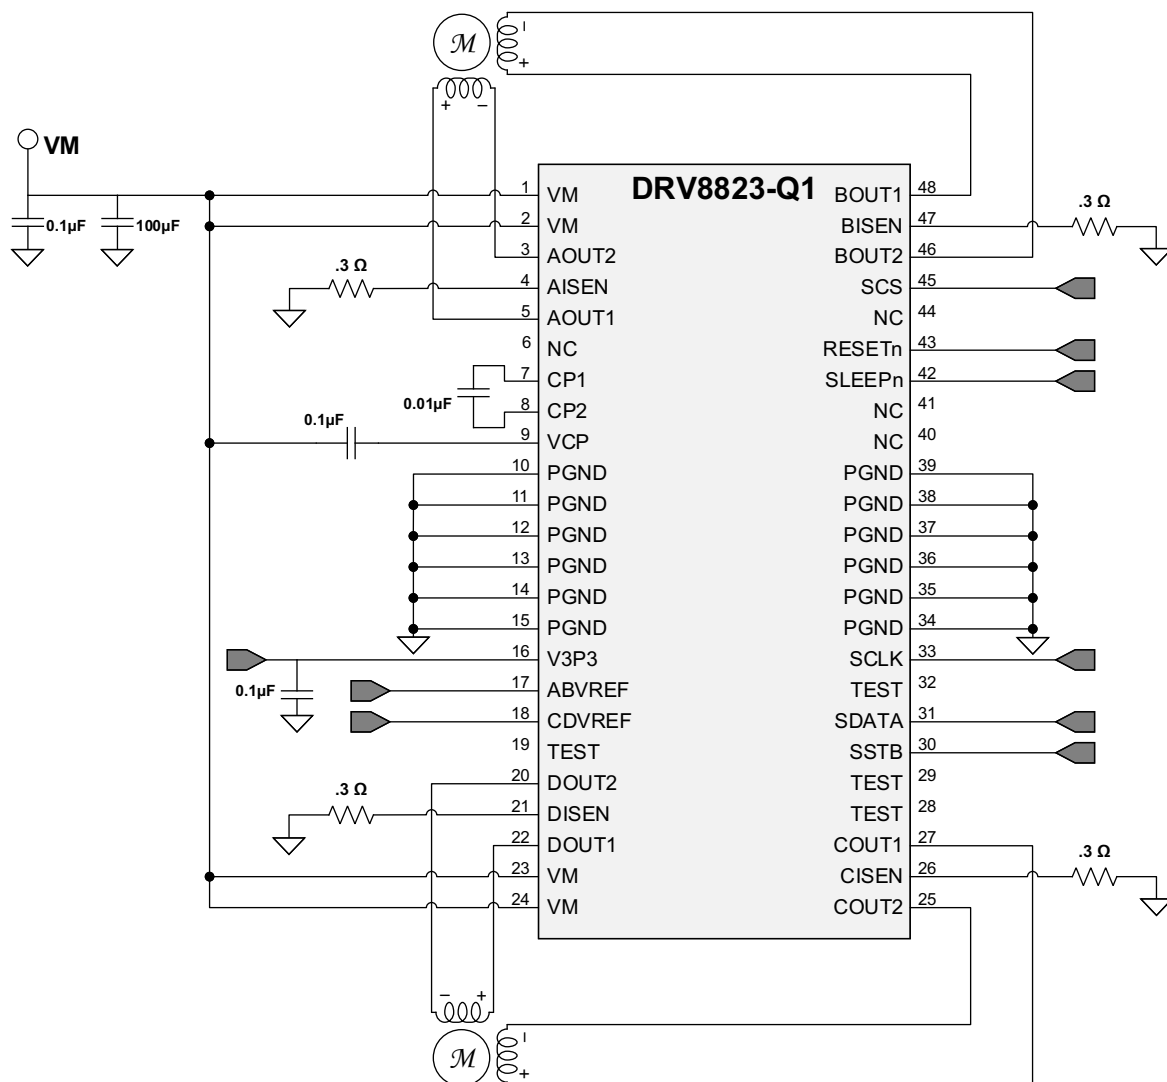 M
−
+
+ −
VM
DRV8823-Q1
0.1µF
100µF
1 VM
2 VM
3 AOUT2
.3 Ω
4 AISEN
5 AOUT1
6 NC
7 CP1
0.01µF
8 CP2
0.1µF
9 VCP
10 PGND
11 PGND
12 PGND
13 PGND
14 PGND
15 PGND
16 V3P3
0.1µF
17 ABVREF
18 CDVREF
19 TEST
20 DOUT2
.3 Ω
21 DISEN
22 DOUT1
23 VM
24 VM
BOUT1 48
.3 Ω
BISEN 47
BOUT2 46
SCS 45
NC 44
RESETn 43
SLEEPn 42
NC 41
NC 40
PGND 39
PGND 38
PGND 37
PGND 36
PGND 35
PGND 34
SCLK 33
TEST 32
SDATA 31
SSTB 30
TEST 29
TEST 28
COUT1 27
.3 Ω
CISEN 26
COUT2 25
− +
M
−
+